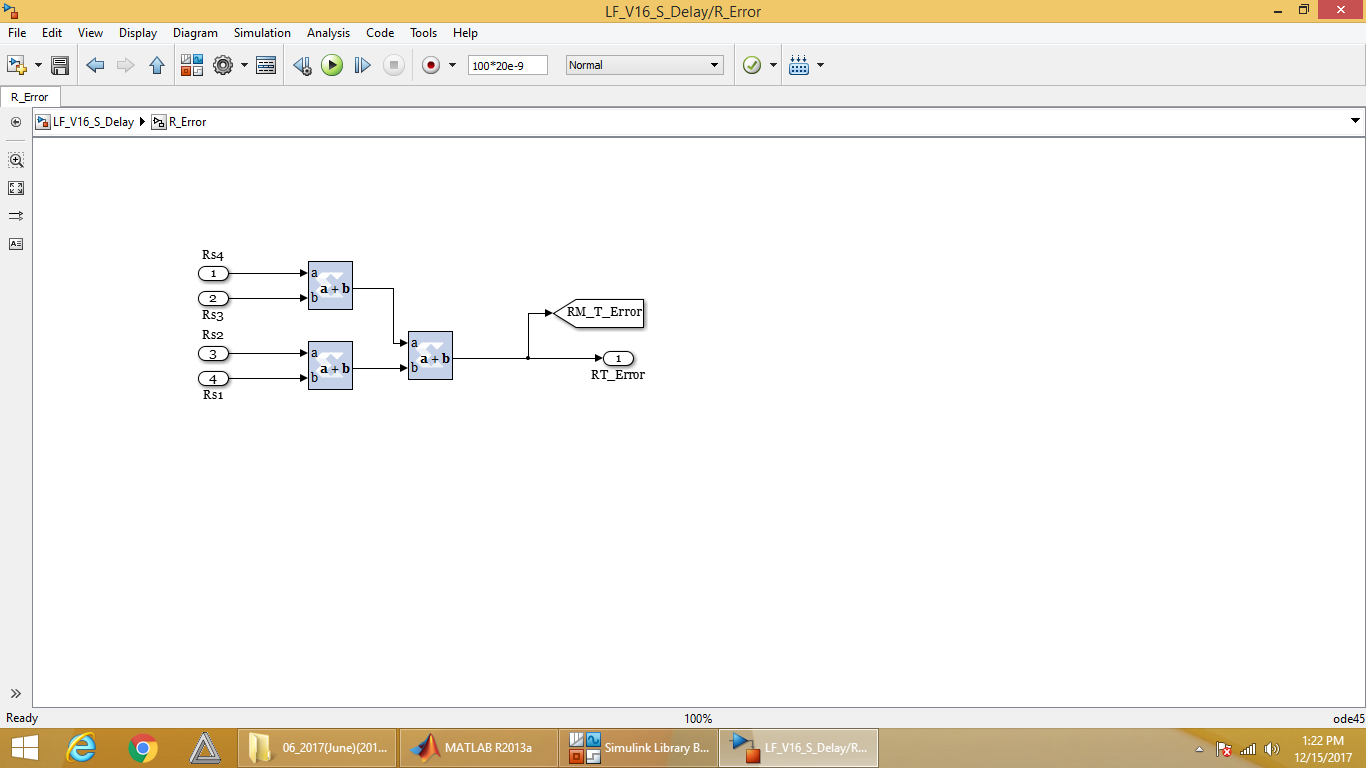 LF_V16_S_Delay/R_Error
File Edit View Display Diagram Simulation Analysis Code Tools Help
100*20e-9 Normal
R_Error
LF_V16_S_Delay R_Error
Rs4
1 a
a + b
2 b
Rs3
RM_T_Error
Rs2
3 a
a + b
4 b
Rs1
a
a + b
b
1
RT_Error
Ready 100% ode45
06_2017(June)(201... MATLAB R2013a Simulink Library B... LF_V16_S_Delay/R...
1:22 PM
12/15/2017